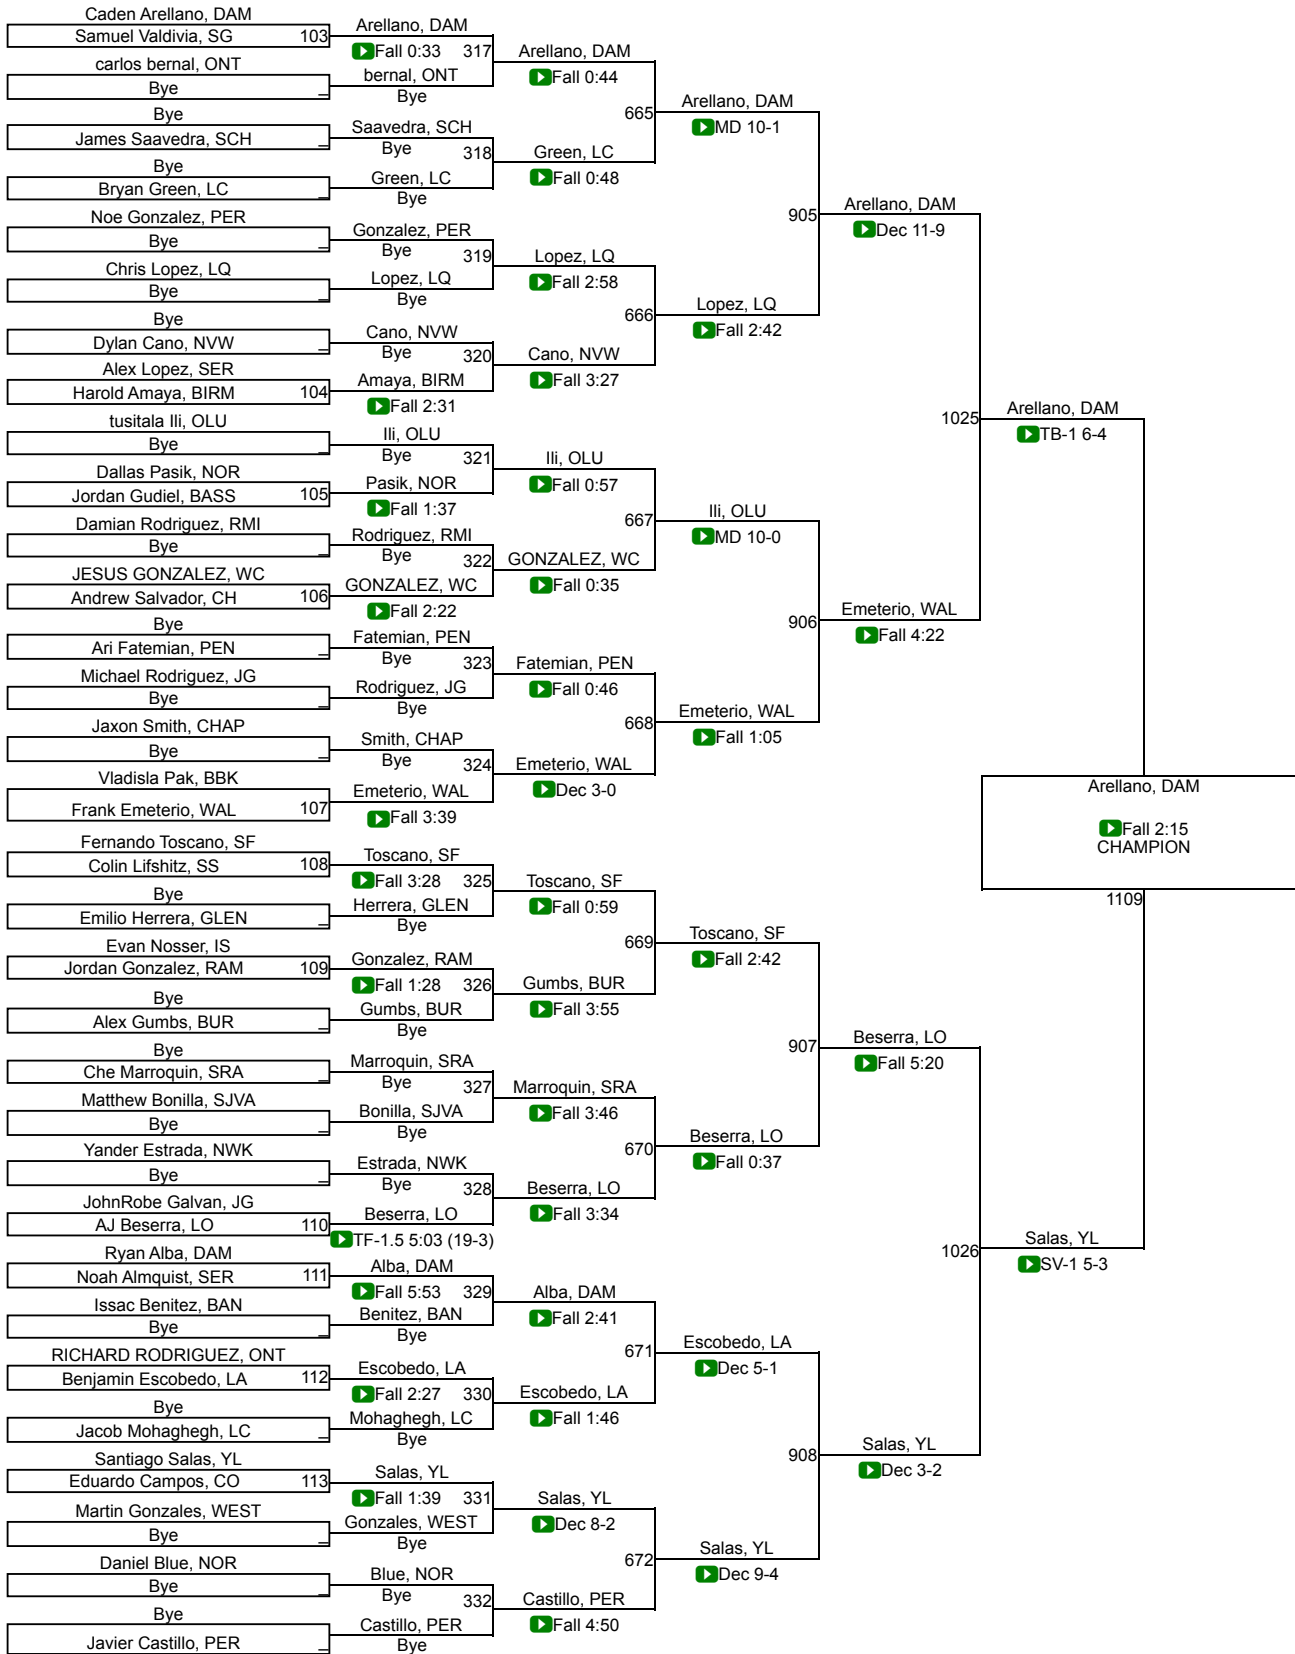 Caden Arellano, DAM
Samuel Valdivia, SG 103
carlos bernal, ONT
Bye _
Bye
James Saavedra, SCH _
Bye
Bryan Green, LC _
Noe Gonzalez, PER
Bye _
Chris Lopez, LQ
Bye _
Bye
Dylan Cano, NVW _
Alex Lopez, SER
Harold Amaya, BIRM 104
tusitala Ili, OLU
Bye _
Dallas Pasik, NOR
Jordan Gudiel, BASS 105
Damian Rodriguez, RMI
Bye _
JESUS GONZALEZ, WC
Andrew Salvador, CH 106
Bye
Ari Fatemian, PEN _
Michael Rodriguez, JG
Bye _
Jaxon Smith, CHAP
Bye _
Vladisla Pak, BBK
Frank Emeterio, WAL 107
Fernando Toscano, SF
Colin Lifshitz, SS 108
Bye
Emilio Herrera, GLEN _
Evan Nosser, IS
Jordan Gonzalez, RAM 109
Bye
Alex Gumbs, BUR _
Bye
Che Marroquin, SRA _
Matthew Bonilla, SJVA
Bye _
Yander Estrada, NWK
Bye _
JohnRobe Galvan, JG
AJ Beserra, LO 110
Ryan Alba, DAM
Noah Almquist, SER 111
Issac Benitez, BAN
Bye _
RICHARD RODRIGUEZ, ONT
Benjamin Escobedo, LA 112
Bye
Jacob Mohaghegh, LC _
Santiago Salas, YL
Eduardo Campos, CO 113
Martin Gonzales, WEST
Bye _
Daniel Blue, NOR
Bye _
Bye
Javier Castillo, PER _
Arellano, DAM
Fall 0:33 317
bernal, ONT
Bye
Saavedra, SCH
Bye 318
Green, LC
Bye
Gonzalez, PER
Bye 319
Lopez, LQ
Bye
Cano, NVW
Bye 320
Amaya, BIRM
Fall 2:31
Ili, OLU
Bye 321
Pasik, NOR
Fall 1:37
Rodriguez, RMI
Bye 322
GONZALEZ, WC
Fall 2:22
Fatemian, PEN
Bye 323
Rodriguez, JG
Bye
Smith, CHAP
Bye 324
Emeterio, WAL
Fall 3:39
Toscano, SF
Fall 3:28 325
Herrera, GLEN
Bye
Gonzalez, RAM
Fall 1:28 326
Gumbs, BUR
Bye
Marroquin, SRA
Bye 327
Bonilla, SJVA
Bye
Estrada, NWK
Bye 328
Beserra, LO
TF-1.5 5:03 (19-3)
Alba, DAM
Fall 5:53 329
Benitez, BAN
Bye
Escobedo, LA
Fall 2:27 330
Mohaghegh, LC
Bye
Salas, YL
Fall 1:39 331
Gonzales, WEST
Bye
Blue, NOR
Bye 332
Castillo, PER
Bye
Arellano, DAM
Fall 0:44
665
Green, LC
Fall 0:48
Lopez, LQ
Fall 2:58
666
Cano, NVW
Fall 3:27
Ili, OLU
Fall 0:57
667
GONZALEZ, WC
Fall 0:35
Fatemian, PEN
Fall 0:46
668
Emeterio, WAL
Dec 3-0
Toscano, SF
Fall 0:59
669
Gumbs, BUR
Fall 3:55
Marroquin, SRA
Fall 3:46
670
Beserra, LO
Fall 3:34
Alba, DAM
Fall 2:41
671
Escobedo, LA
Fall 1:46
Salas, YL
Dec 8-2
672
Castillo, PER
Fall 4:50
Arellano, DAM
MD 10-1
905
Lopez, LQ
Fall 2:42
Ili, OLU
MD 10-0
906
Emeterio, WAL
Fall 1:05
Toscano, SF
Fall 2:42
907
Beserra, LO
Fall 0:37
Escobedo, LA
Dec 5-1
908
Salas, YL
Dec 9-4
Arellano, DAM
Dec 11-9
1025
Emeterio, WAL
Fall 4:22
Beserra, LO
Fall 5:20
1026
Salas, YL
Dec 3-2
Arellano, DAM
TB-1 6-4
Salas, YL
SV-1 5-3
Arellano, DAM
Fall 2:15
CHAMPION
1109